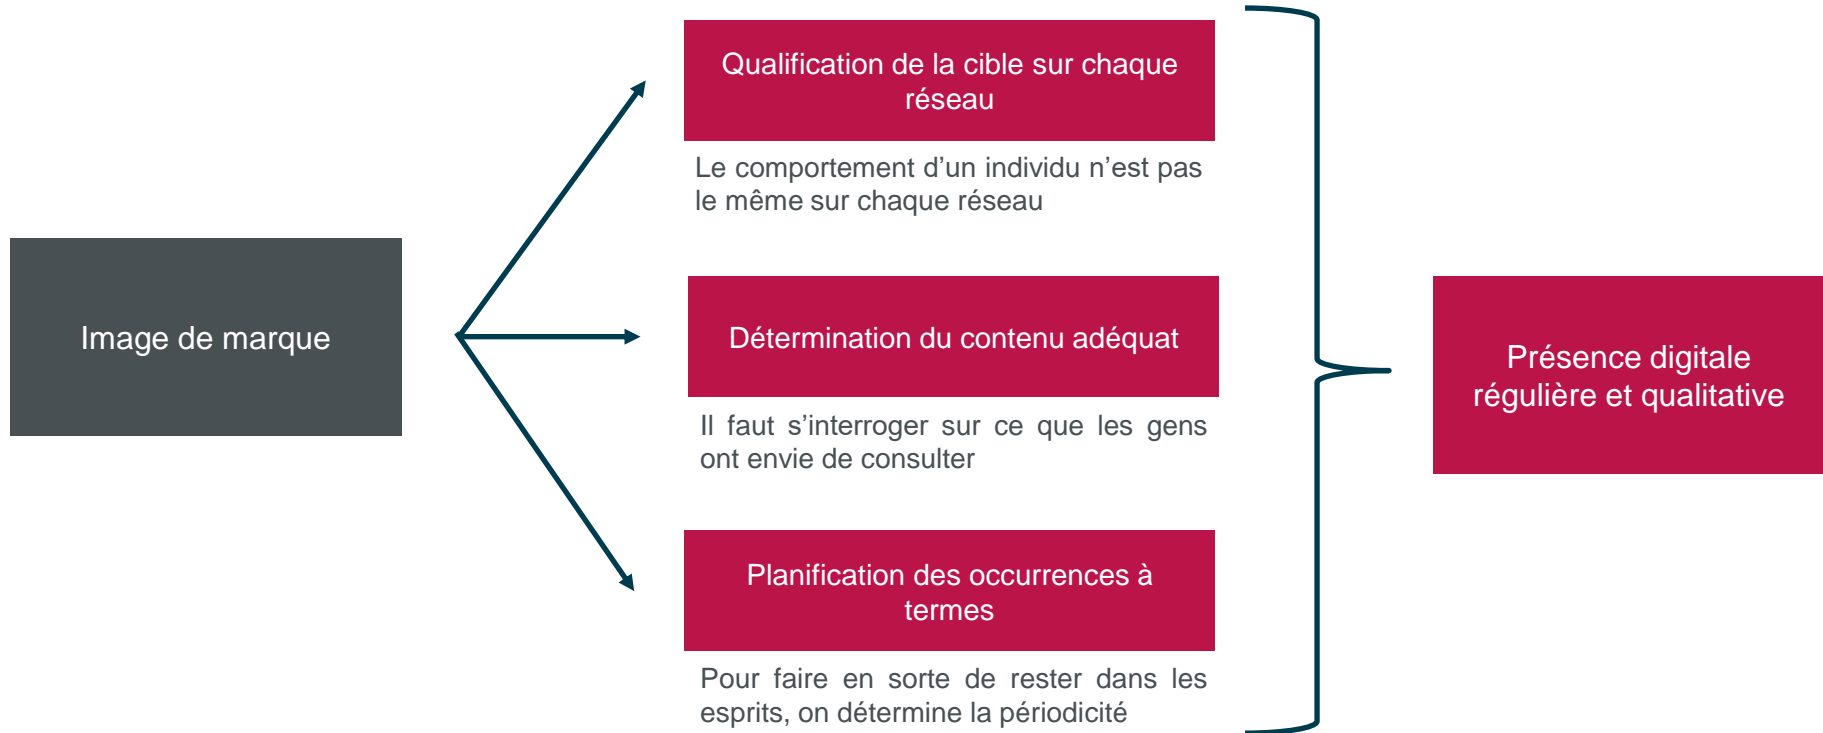 Image de marque
Qualification de la cible sur chaque
réseau
Le comportement d’un individu n’est pas
le même sur chaque réseau
Détermination du contenu adéquat
Il faut s’interroger sur ce que les gens
ont envie de consulter
Planification des occurrences à
termes
Pour faire en sorte de rester dans les
esprits, on détermine la périodicité
Présence digitale
régulière et qualitative